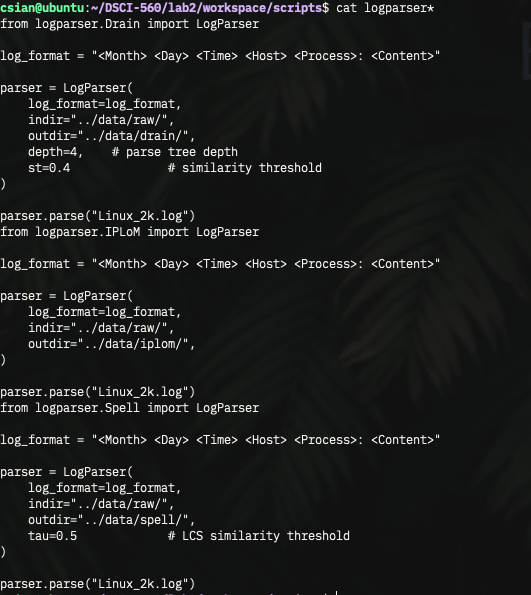 csian@ubuntu:~/DSCI-560/lab2/workspace/scripts$ cat logparser*
from logparser.Drain import LogParser

log_format = "<Month> <Day> <Time> <Host> <Process>: <Content>"

parser = LogParser(
    log_format=log_format,
    indir="../data/raw/",
    outdir="../data/drain/",
    depth=4,    # parse tree depth
    st=0.4              # similarity threshold
)

parser.parse("Linux_2k.log")
from logparser.IPLoM import LogParser

log_format = "<Month> <Day> <Time> <Host> <Process>: <Content>"

parser = LogParser(
    log_format=log_format,
    indir="../data/raw/",
    outdir="../data/iplom/",
)

parser.parse("Linux_2k.log")
from logparser.Spell import LogParser

log_format = "<Month> <Day> <Time> <Host> <Process>: <Content>"

parser = LogParser(
    log_format=log_format,
    indir="../data/raw/",
    outdir="../data/spell/",
    tau=0.5             # LCS similarity threshold
)

parser.parse("Linux_2k.log")